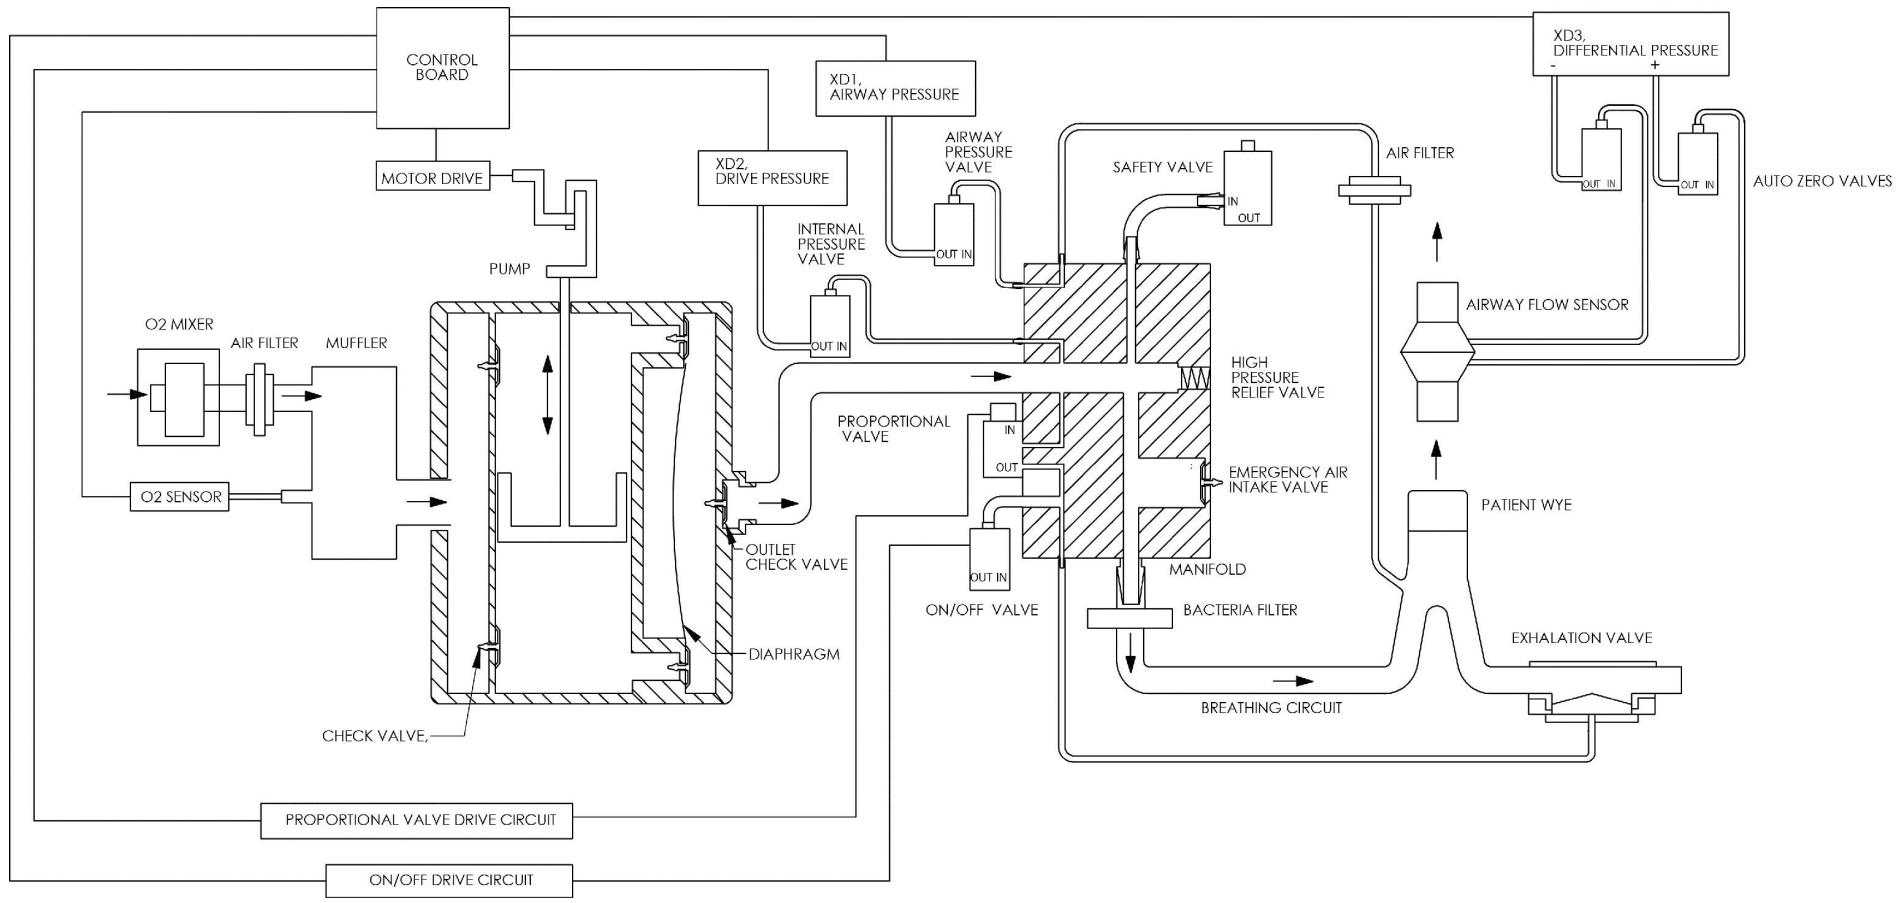 CONTROL
BOARD
XD3,
DIFFERENTIAL PRESSURE
- +
XD1,
AIRWAY PRESSURE
AIRWAY
PRESSURE
VALVE
SAFETY VALVE
AIR FILTER
MOTOR DRIVE
XD2,
DRIVE PRESSURE
IN
OUT
OUT IN
OUT IN
AUTO ZERO VALVES
INTERNAL
PRESSURE
VALVE
OUT IN
PUMP
AIRWAY FLOW SENSOR
O2 MIXER
AIR FILTER
MUFFLER
OUT IN
HIGH
PRESSURE
RELIEF VALVE
PROPORTIONAL
VALVE
IN
OUT
EMERGENCY AIR
INTAKE VALVE
O2 SENSOR
PATIENT WYE
OUTLET
CHECK VALVE
OUT IN
MANIFOLD
ON/OFF VALVE
BACTERIA FILTER
EXHALATION VALVE
DIAPHRAGM
BREATHING CIRCUIT
CHECK VALVE,
PROPORTIONAL VALVE DRIVE CIRCUIT
ON/OFF DRIVE CIRCUIT